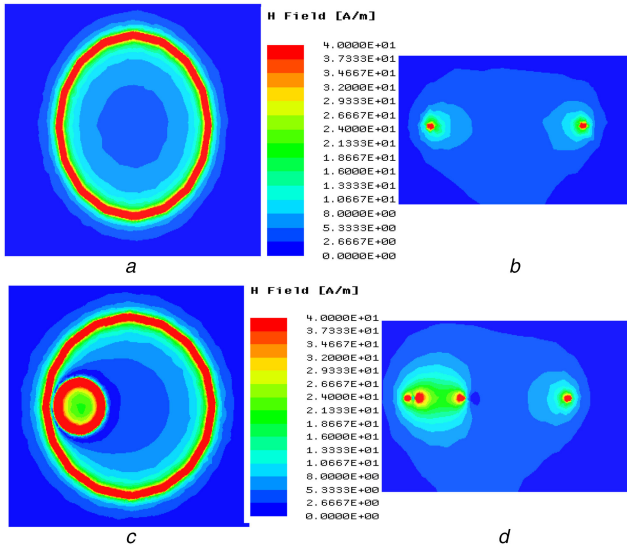 H Field [A/m]
4.0000E+01
3.7333E+01
3.4667E+01
3.2000E+01
2.9333E+01
2.6667E+01
2.4000E+01
2.1333E+01
1.8667E+01
1.6000E+01
1.3333E+01
1.0667E+01
8.0000E+00
5.3333E+00
2.6667E+00
0.0000E+00
a
b
H Field [A/m]
4.0000E+01
3.7333E+01
3.4667E+01
3.2000E+01
2.9333E+01
2.6667E+01
2.4000E+01
2.1333E+01
1.8667E+01
1.6000E+01
1.3333E+01
1.0667E+01
8.0000E+00
5.3333E+00
2.6667E+00
0.0000E+00
c
d